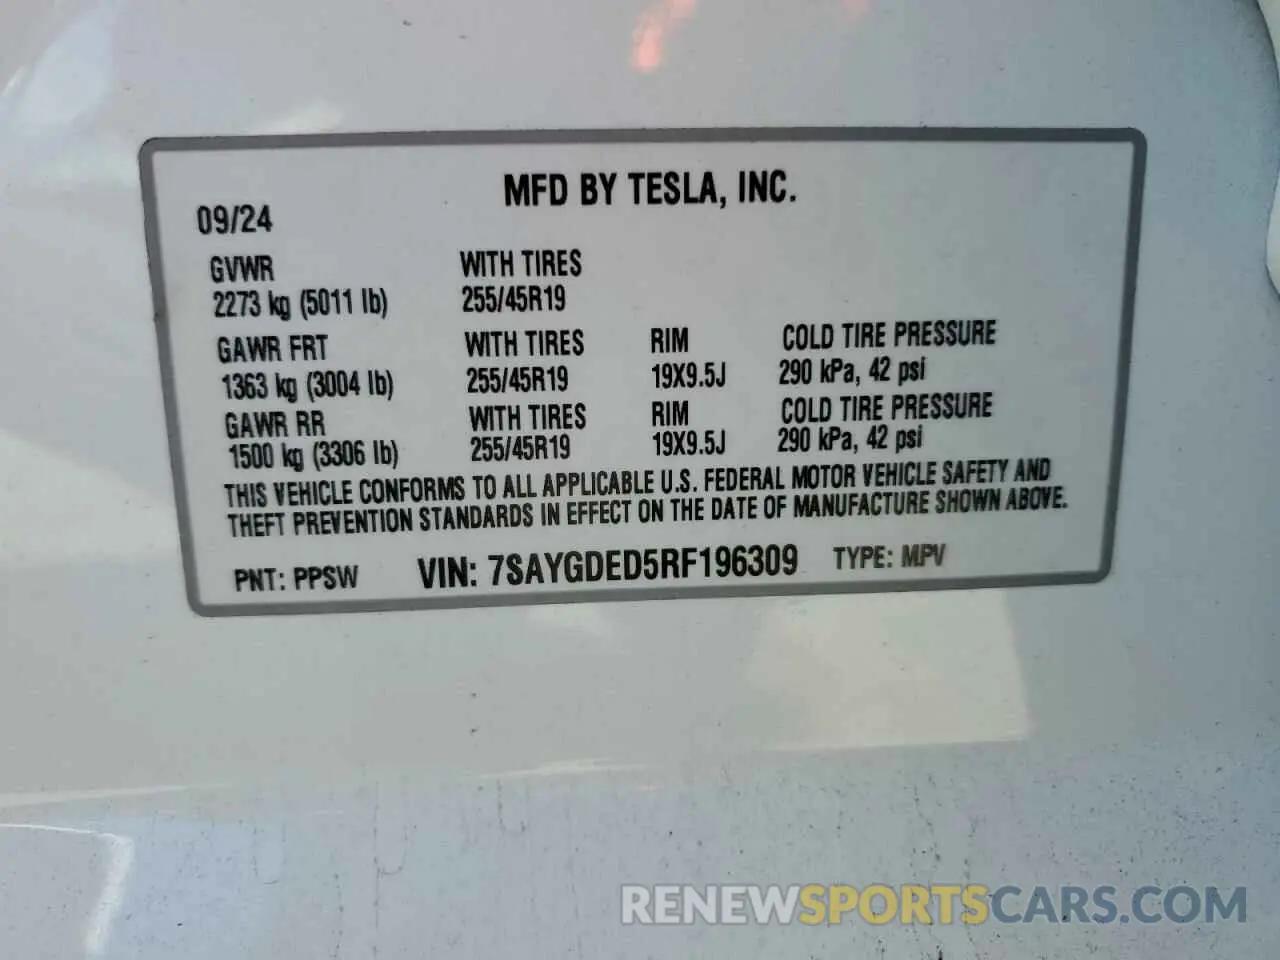 MFD BY TESLA, INC.
09/24
GVWR WITH TIRES
2273 kg (5011 lb) 255/45R19
GAWR FRT WITH TIRES RIM COLD TIRE PRESSURE
1363 kg (3004 lb) 255/45R19 19X9.5J 290 kPa, 42 psi
GAWR RR WITH TIRES RIM COLD TIRE PRESSURE
1500 kg (3306 lb) 255/45R19 19X9.5J 290 kPa, 42 psi
THIS VEHICLE CONFORMS TO ALL APPLICABLE U.S. FEDERAL MOTOR VEHICLE SAFETY AND
THEFT PREVENTION STANDARDS IN EFFECT ON THE DATE OF MANUFACTURE SHOWN ABOVE.
PNT: PPSW VIN: 7SAYGDED5RF196309 TYPE: MPV
RENEWSPORTSCARS.COM